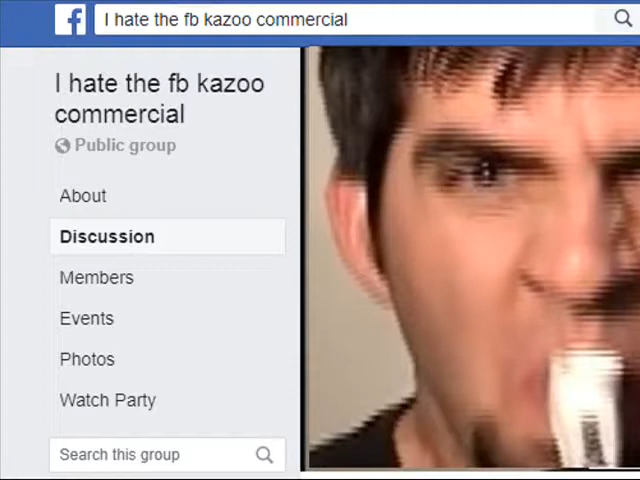 I hate the fb kazoo commercial
I hate the fb kazoo
commercial
Public group
About
Discussion
Members
Events
Photos
Watch Party
Search this group